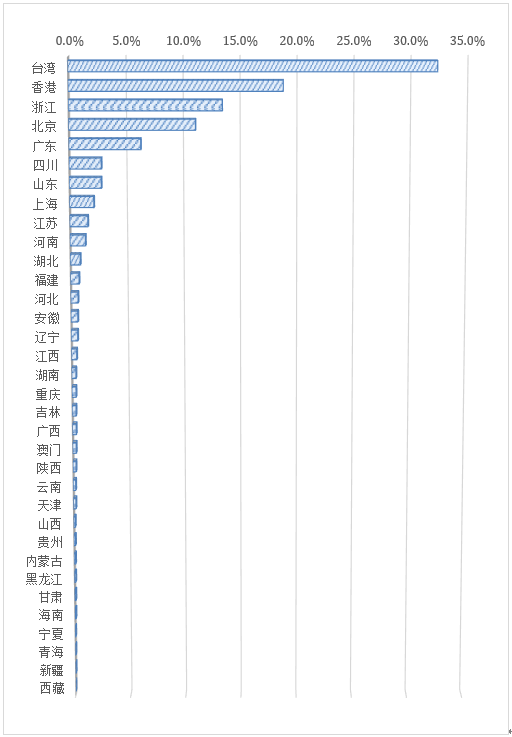 0.0% 5.0% 10.0% 15.0% 20.0% 25.0% 30.0% 35.0%
台湾
香港
浙江
北京
广东
四川
山东
上海
江苏
河南
湖北
福建
河北
安徽
辽宁
江西
湖南
重庆
吉林
广西
澳门
陕西
云南
天津
山西
贵州
内蒙古
黑龙江
甘肃
海南
宁夏
青海
新疆
西藏